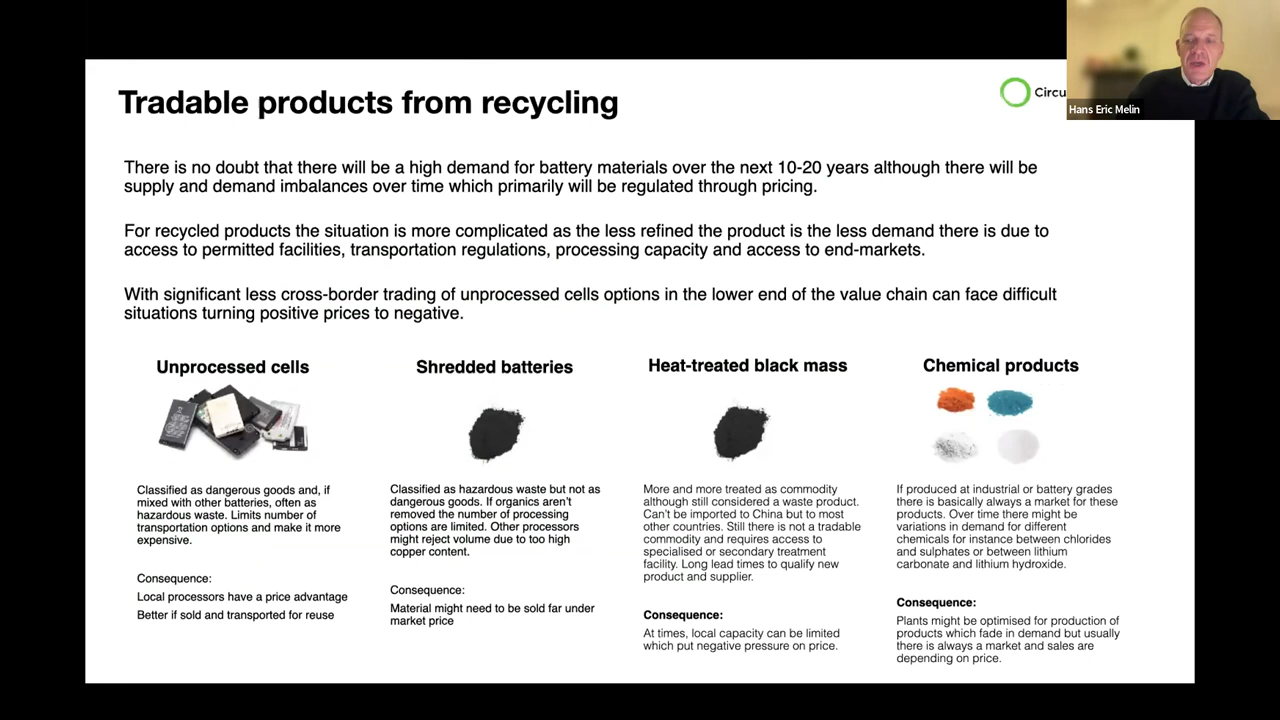 Tradable products from recycling
Circu
Hans Eric Melin
There is no doubt that there will be a high demand for battery materials over the next 10-20 years although there will be
supply and demand imbalances over time which primarily will be regulated through pricing.
For recycled products the situation is more complicated as the less refined the product is the less demand there is due to
access to permitted facilities, transportation regulations, processing capacity and access to end-markets.
With significant less cross-border trading of unprocessed cells options in the lower end of the value chain can face difficult
situations turning positive prices to negative.
Unprocessed cells
Classified as dangerous goods and, if
mixed with other batteries, often as
hazardous waste. Limits number of
transportation options and make it more
expensive.
Consequence:
Local processors have a price advantage
Better if sold and transported for reuse
Shredded batteries
Classified as hazardous waste but not as
dangerous goods. If organics aren't
removed the number of processing
options are limited. Other processors
might reject volume due to too high
copper content.
Consequence:
Material might need to be sold far under
market price
Heat-treated black mass
More and more treated as commodity
although still considered a waste product.
Can't be imported to China but to most
other countries. Still there is not a tradable
commodity and requires access to
specialised or secondary treatment
facility. Long lead times to qualify new
product and supplier.
Consequence:
At times, local capacity can be limited
which put negative pressure on price.
Chemical products
If produced at industrial or battery grades
there is basically always a market for these
products. Over time there might be
variations in demand for different
chemicals for instance between chlorides
and sulphates or between lithium
carbonate and lithium hydroxide.
Consequence:
Plants might be optimised for production of
products which fade in demand but usually
there is always a market and sales are
depending on price.